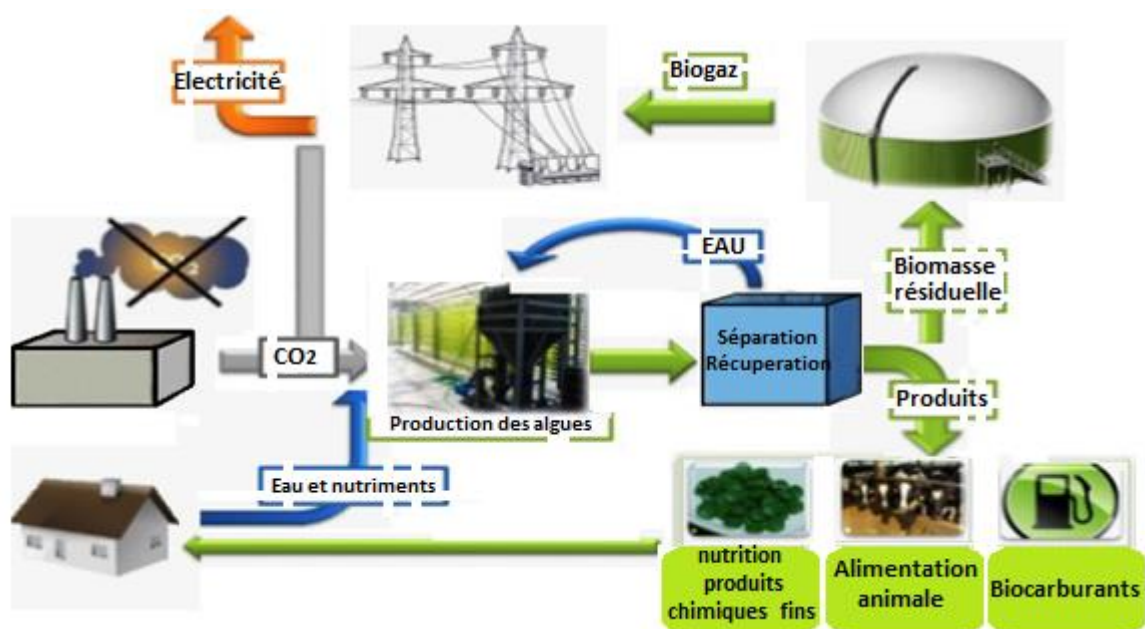 Electricité
Biogaz
EAU
Biomasse
résiduelle
CO2
Séparation
Récuperation
Produits
Production des algues
Eau et nutriments
nutrition
produits
chimiques fins
Alimentation
animale
Biocarburants